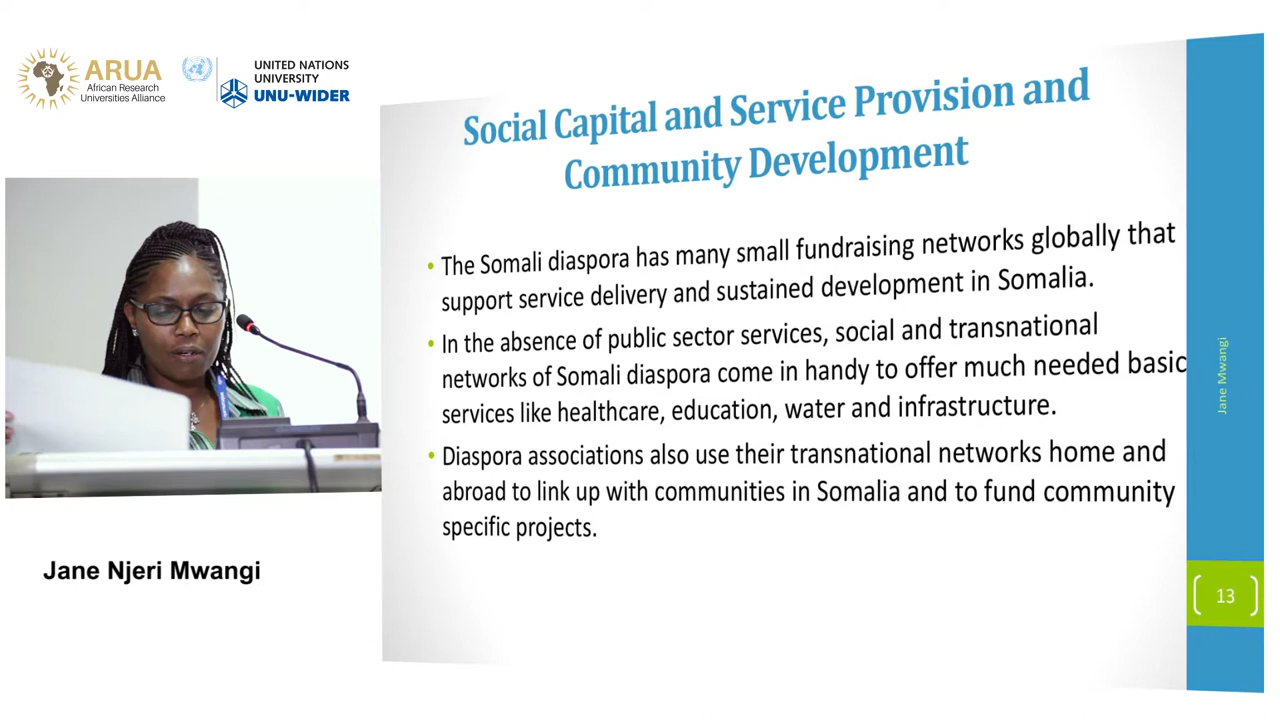 ARUA
African Research
Universities Alliance
UNITED NATIONS
UNIVERSITY
UNU-WIDER
Social Capital and Service Provision and
Community Development
• The Somali diaspora has many small fundraising networks globally that
support service delivery and sustained development in Somalia.
• In the absence of public sector services, social and transnational
networks of Somali diaspora come in handy to offer much needed basic
services like healthcare, education, water and infrastructure.
• Diaspora associations also use their transnational networks home and
abroad to link up with communities in Somalia and to fund community
specific projects.
Jane Mwangi
13
Jane Njeri Mwangi